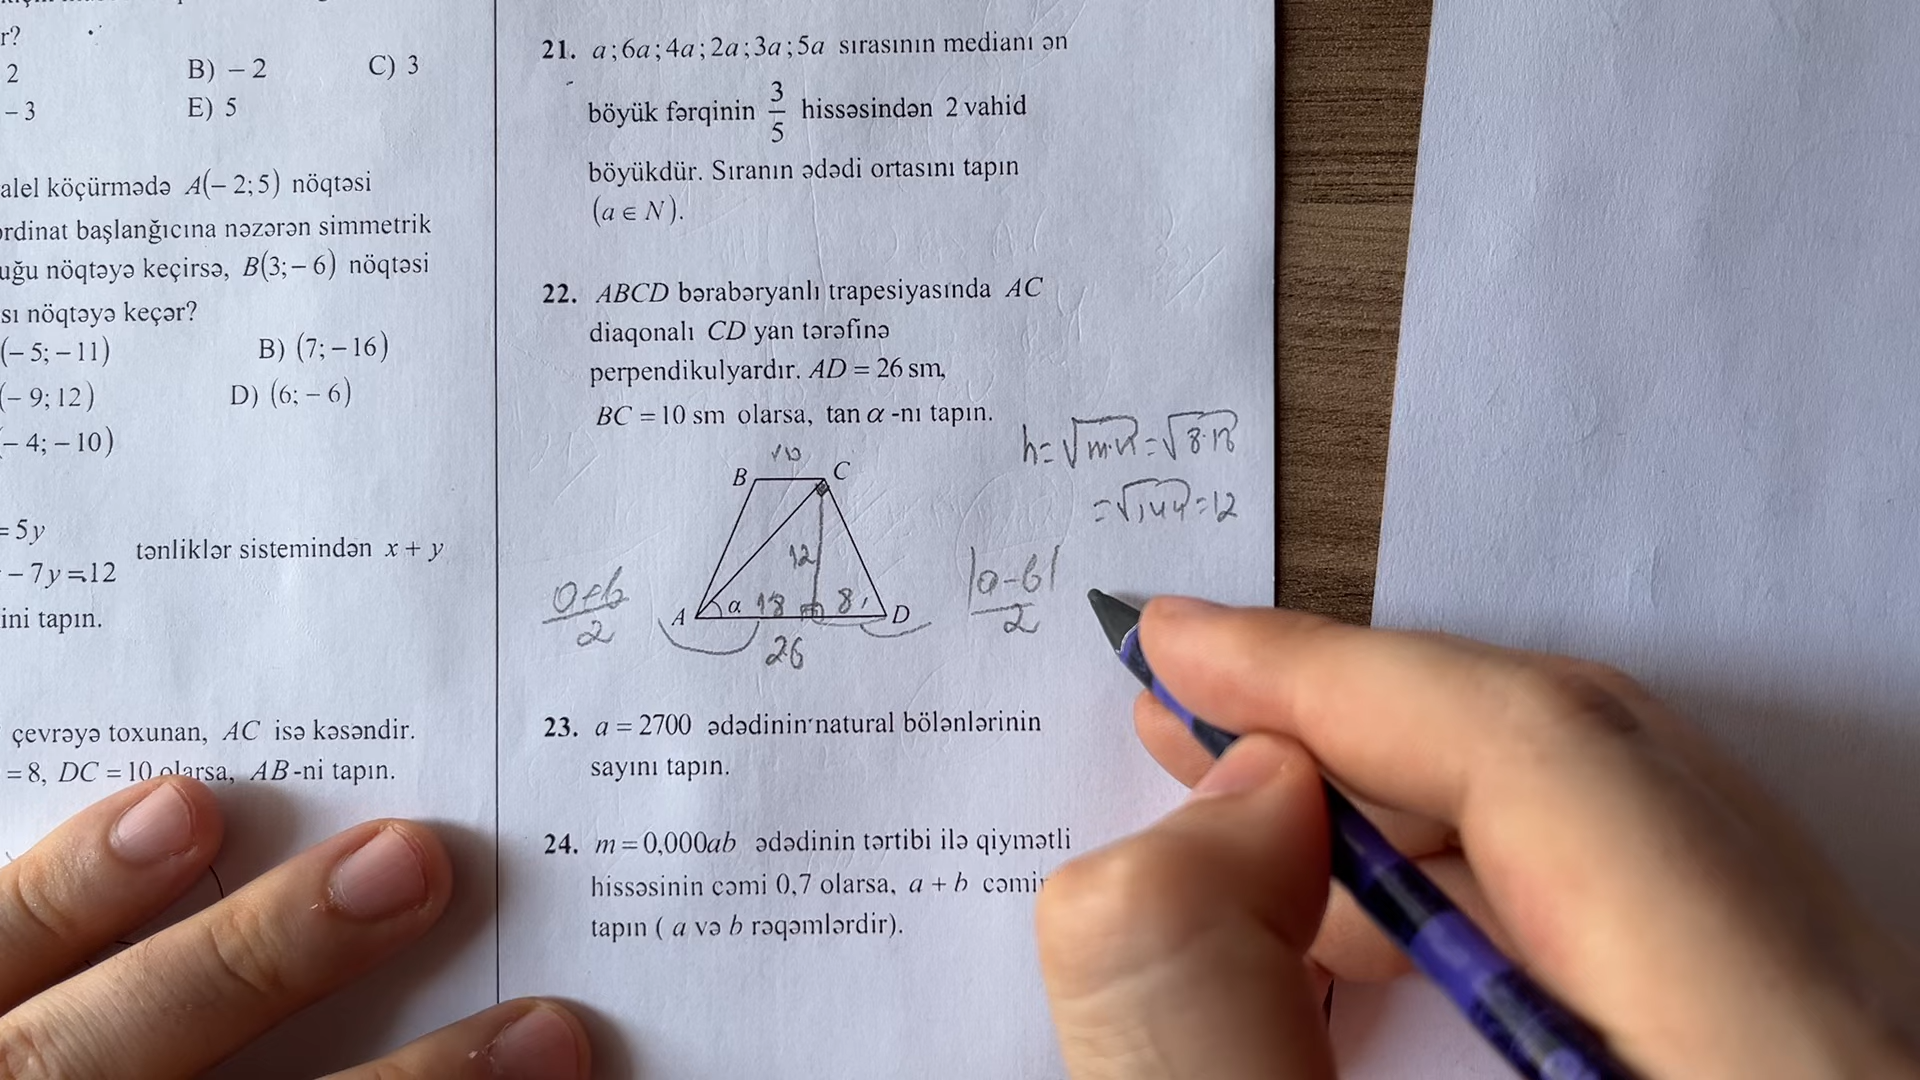 r?
2 B) – 2 C) 3
– 3 E) 5
alel köçürmədə A(– 2; 5) nöqtəsi
ordinat başlanğıcına nəzərən simmetrik
uğu nöqtəyə keçirsə, B(3; – 6) nöqtəsi
sı nöqtəyə keçər?
(– 5; – 11) B) (7; – 16)
(– 9; 12) D) (6; – 6)
(– 4; – 10)
= 5y
– 7y = 12 tənliklər sistemindən x + y
ini tapın.
çevrəyə toxunan, AC isə kəsəndir.
= 8, DC = 10 olarsa, AB-ni tapın.
21. a ; 6a ; 4a ; 2a ; 3a ; 5a sırasının medianı ən
böyük fərqinin 3/5 hissəsindən 2 vahid
böyükdür. Sıranın ədədi ortasını tapın
(a ∈ N).
22. ABCD bərabəryanlı trapesiyasında AC
diaqonalı CD yan tərəfinə
perpendikulyardır. AD = 26 sm,
BC = 10 sm olarsa, tan α -nı tapın.
h = √m·n = √8·18
= √144 = 12
10
B C
12
A α 18 8 D
26
a+b/2
|a-b|/2
23. a = 2700 ədədinin natural bölənlərinin
sayını tapın.
24. m = 0,000ab ədədinin tərtibi ilə qiymətli
hissəsinin cəmi 0,7 olarsa, a + b
tapın ( a və b rəqəmlərdir).